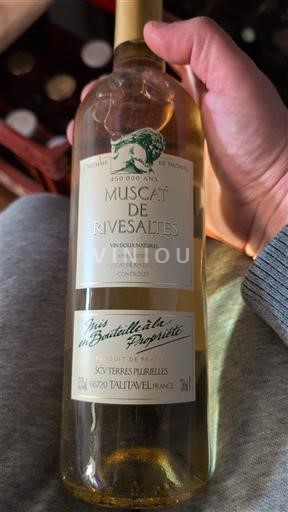 L'HOMME DE TAUTAVEL
450.000 ANS
MUSCAT
DE
RIVESALTES
VIN DOUX NATUREL
CONTRÔLÉE
VINIOU
Mis
en Bouteille à la
Propriété
PRODUIT DE FRANCE
SCV TERRES PLURIELLES
66720 TAUTAVEL FRANCE